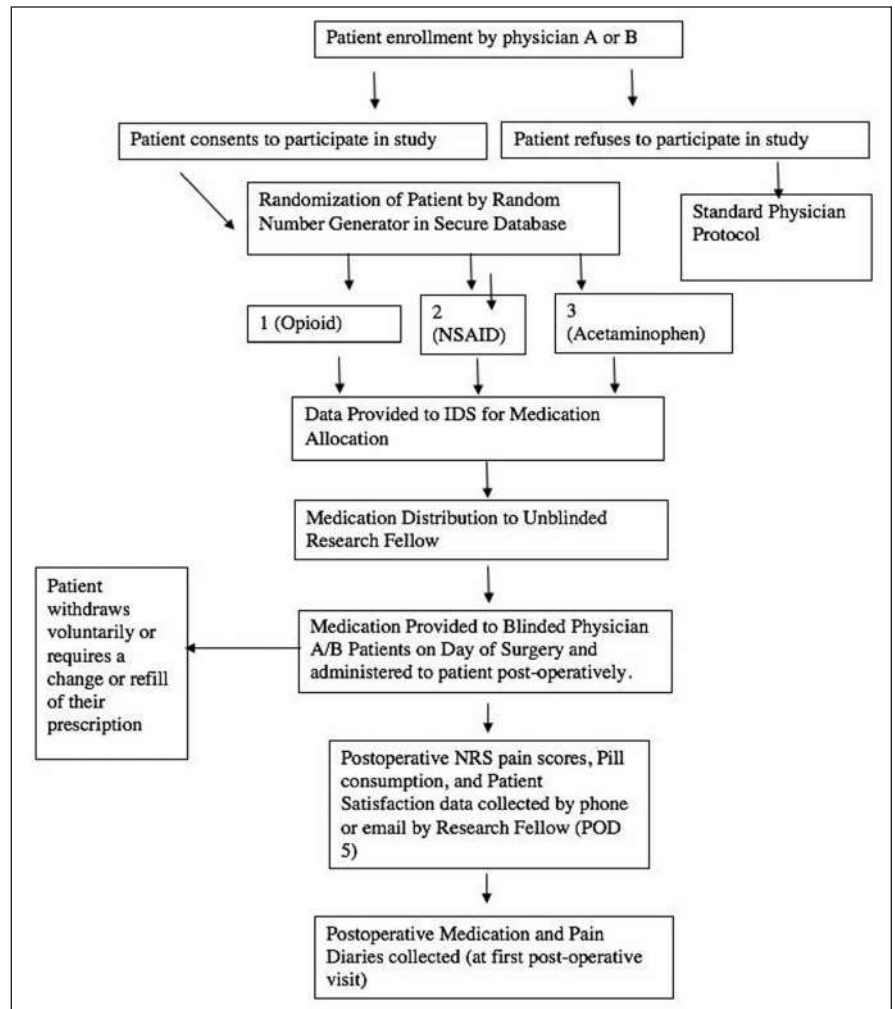 Patient enrollment by physician A or B
Patient consents to participate in study
Patient refuses to participate in study
Randomization of Patient by Random
Number Generator in Secure Database
Standard Physician
Protocol
1 (Opioid)
2
(NSAID)
3
(Acetaminophen)
Data Provided to IDS for Medication
Allocation
Medication Distribution to Unblinded
Research Fellow
Patient
withdraws
voluntarily or
requires a
change or refill
of their
prescription
Medication Provided to Blinded Physician
A/B Patients on Day of Surgery and
administered to patient post-operatively.
Postoperative NRS pain scores, Pill
consumption, and Patient
Satisfaction data collected by phone
or email by Research Fellow (POD
5)
Postoperative Medication and Pain
Diaries collected (at first post-operative
visit)